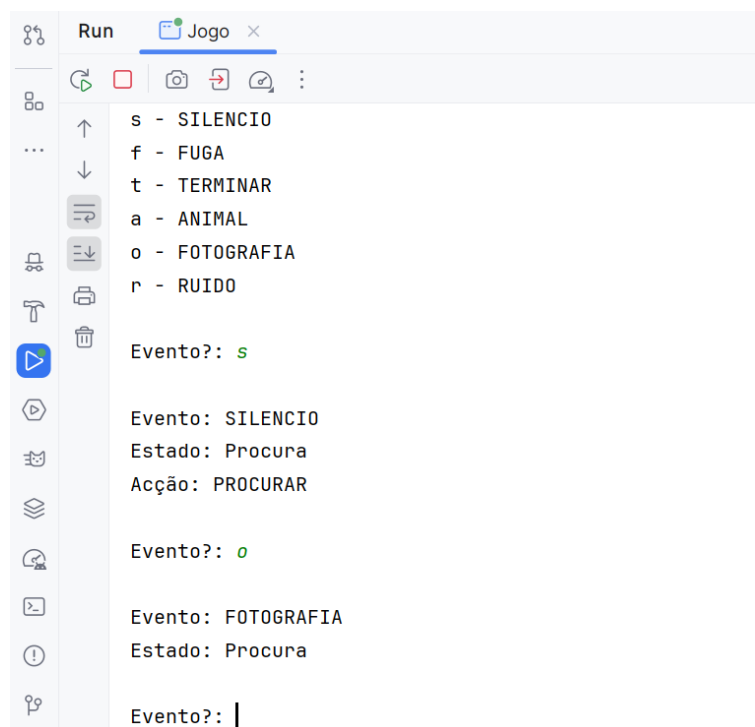 Run Jogo
s - SILENCIO
f - FUGA
t - TERMINAR
a - ANIMAL
o - FOTOGRAFIA
r - RUIDO
Evento?: s
Evento: SILENCIO
Estado: Procura
Acção: PROCURAR
Evento?: o
Evento: FOTOGRAFIA
Estado: Procura
Evento?: